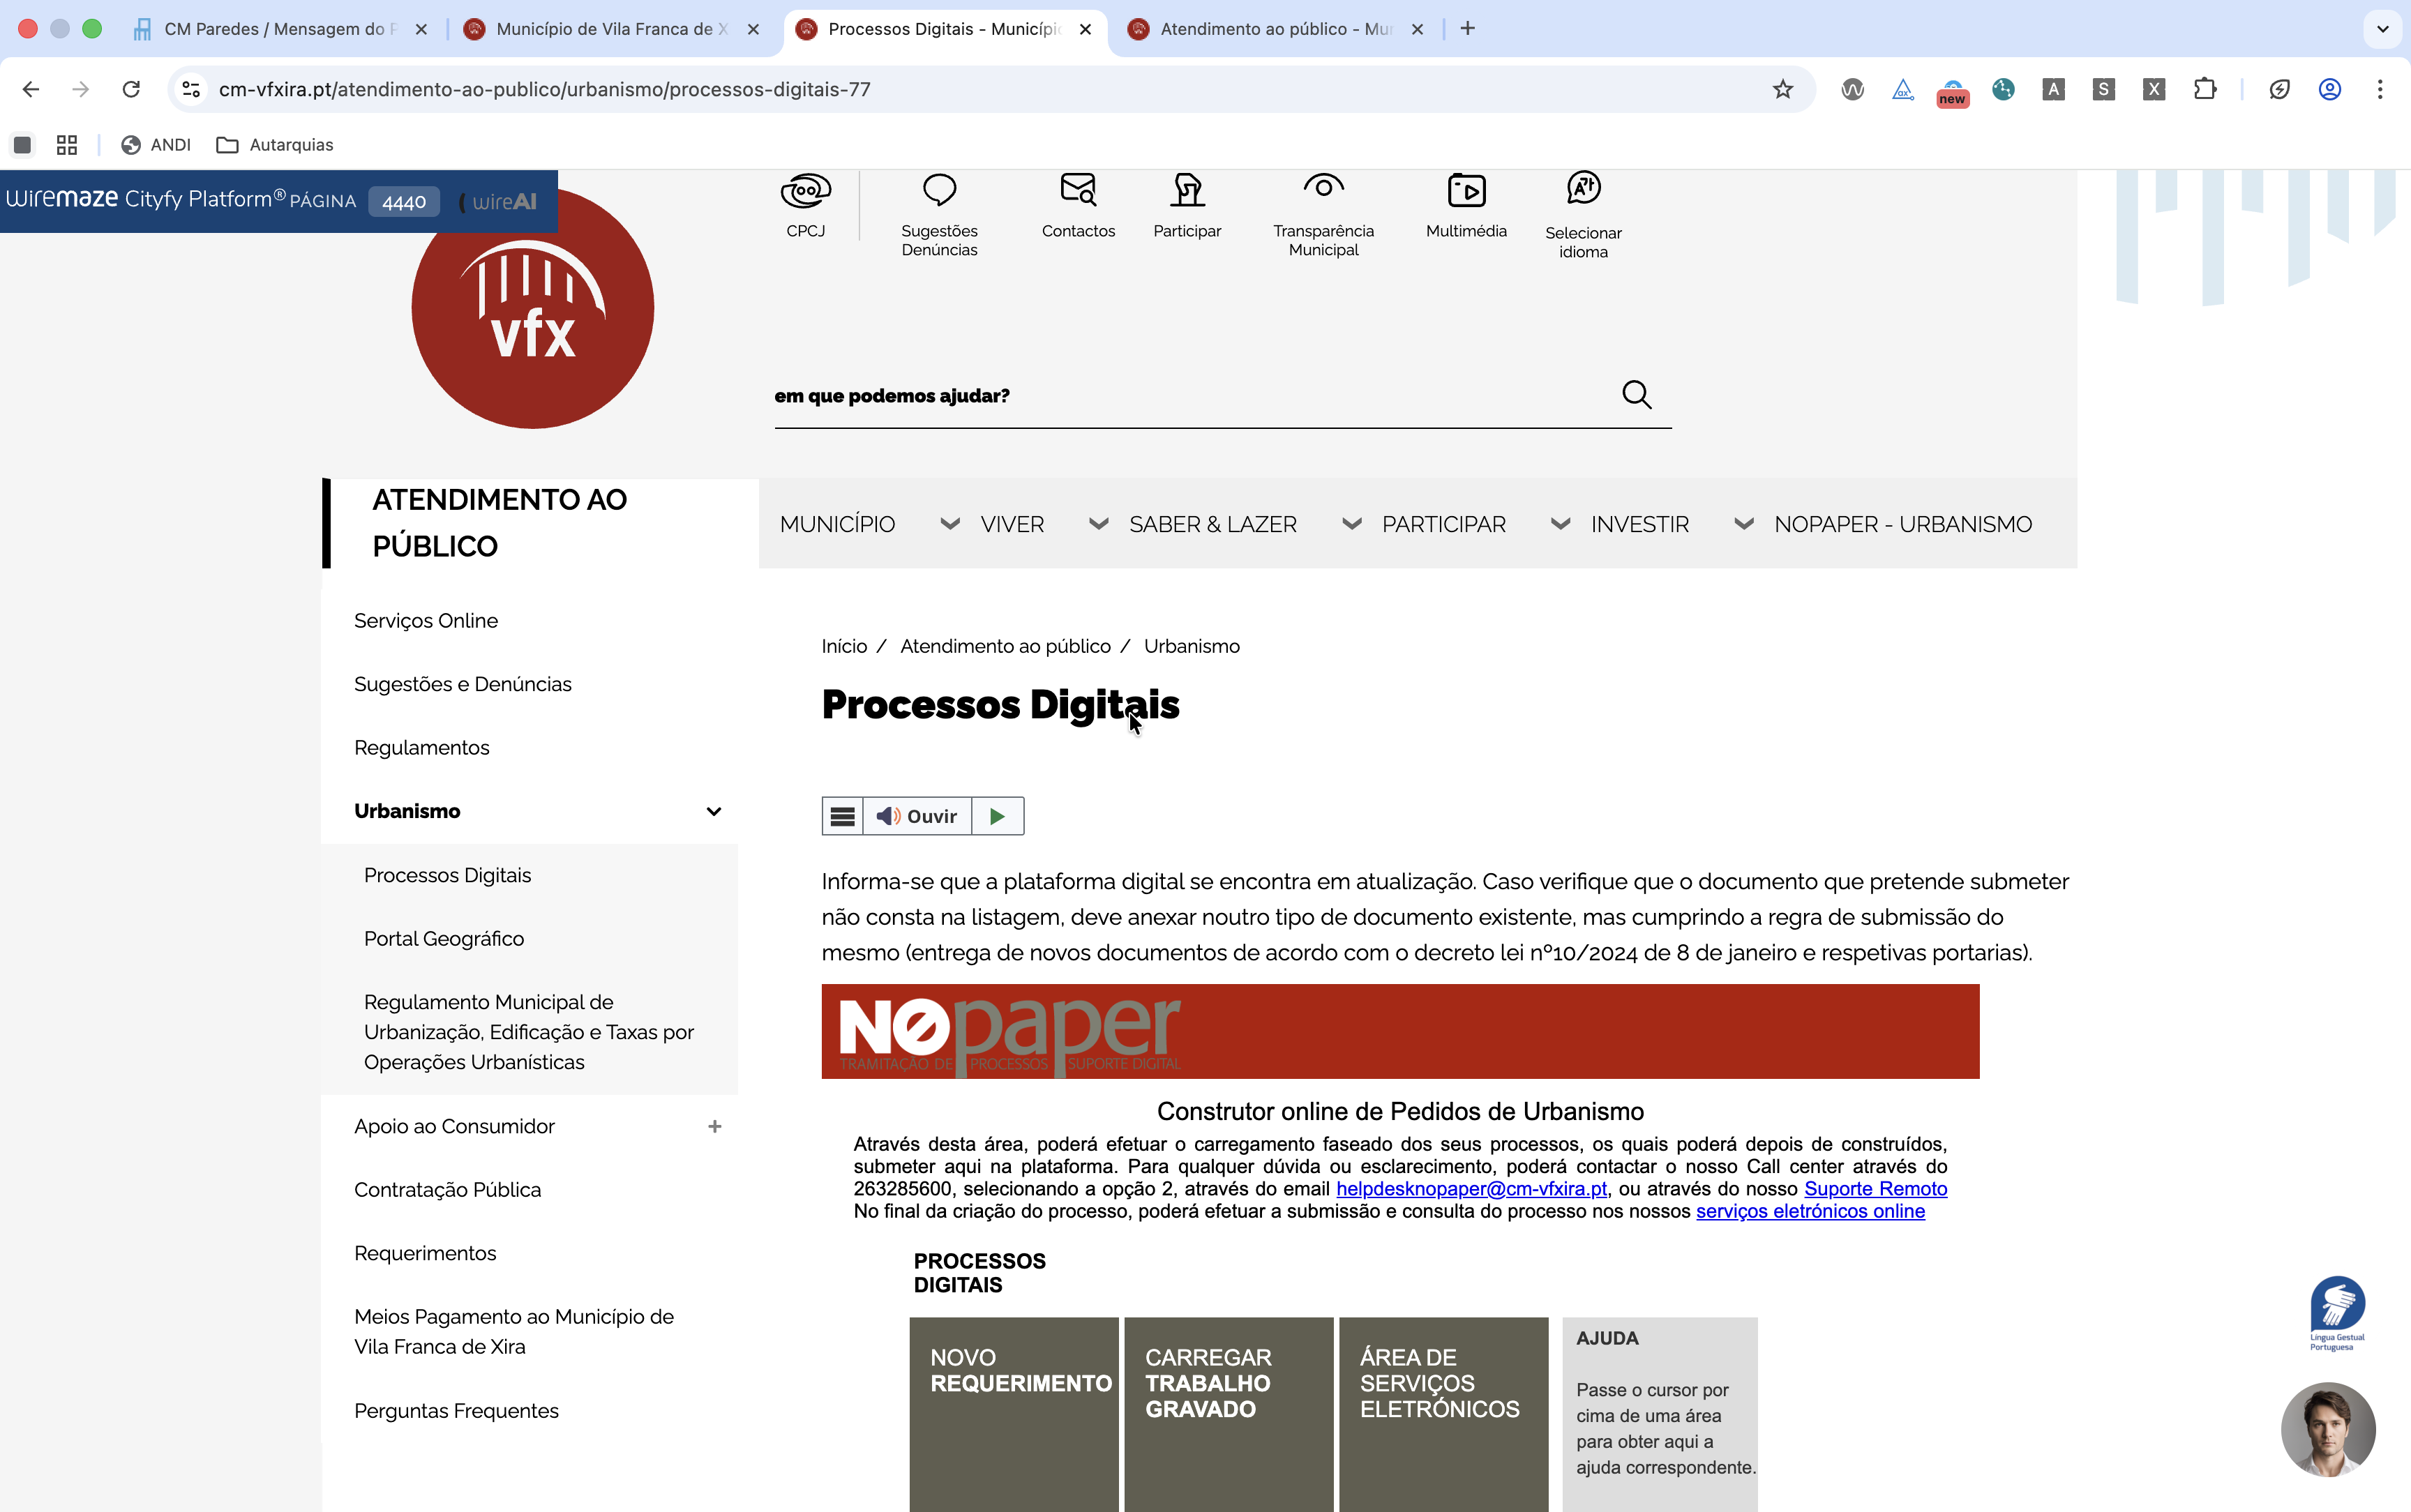 CM Paredes / Mensagem do P
Município de Vila Franca de X
Processos Digitais - Municípi
Atendimento ao público - Mun
cm-vfxira.pt/atendimento-ao-publico/urbanismo/processos-digitais-77
new
A
S
X
ANDI
Autarquias
wiremaze Cityfy Platform® PÁGINA 4440 wireAI
vfx
CPCJ
Sugestões
Denúncias
Contactos
Participar
Transparência
Municipal
Multimédia
Selecionar
idioma
em que podemos ajudar?
ATENDIMENTO AO
PÚBLICO
MUNICÍPIO VIVER SABER & LAZER PARTICIPAR INVESTIR NOPAPER - URBANISMO
Serviços Online
Sugestões e Denúncias
Regulamentos
Urbanismo
Processos Digitais
Portal Geográfico
Regulamento Municipal de
Urbanização, Edificação e Taxas por
Operações Urbanísticas
Apoio ao Consumidor
Contratação Pública
Requerimentos
Meios Pagamento ao Município de
Vila Franca de Xira
Perguntas Frequentes
Início / Atendimento ao público / Urbanismo
Processos Digitais
Ouvir
Informa-se que a plataforma digital se encontra em atualização. Caso verifique que o documento que pretende submeter
não consta na listagem, deve anexar noutro tipo de documento existente, mas cumprindo a regra de submissão do
mesmo (entrega de novos documentos de acordo com o decreto lei nº10/2024 de 8 de janeiro e respetivas portarias).
NOpaper
TRAMITAÇÃO DE PROCESSOS SUPORTE DIGITAL
Construtor online de Pedidos de Urbanismo
Através desta área, poderá efetuar o carregamento faseado dos seus processos, os quais poderá depois de construídos,
submeter aqui na plataforma. Para qualquer dúvida ou esclarecimento, poderá contactar o nosso Call center através do
263285600, selecionando a opção 2, através do email helpdesknopaper@cm-vfxira.pt, ou através do nosso Suporte Remoto
No final da criação do processo, poderá efetuar a submissão e consulta do processo nos nossos serviços eletrónicos online
PROCESSOS
DIGITAIS
NOVO
REQUERIMENTO
CARREGAR
TRABALHO
GRAVADO
ÁREA DE
SERVIÇOS
ELETRÓNICOS
AJUDA
Passe o cursor por
cima de uma área
para obter aqui a
ajuda correspondente.
Língua Gestual
Portuguesa